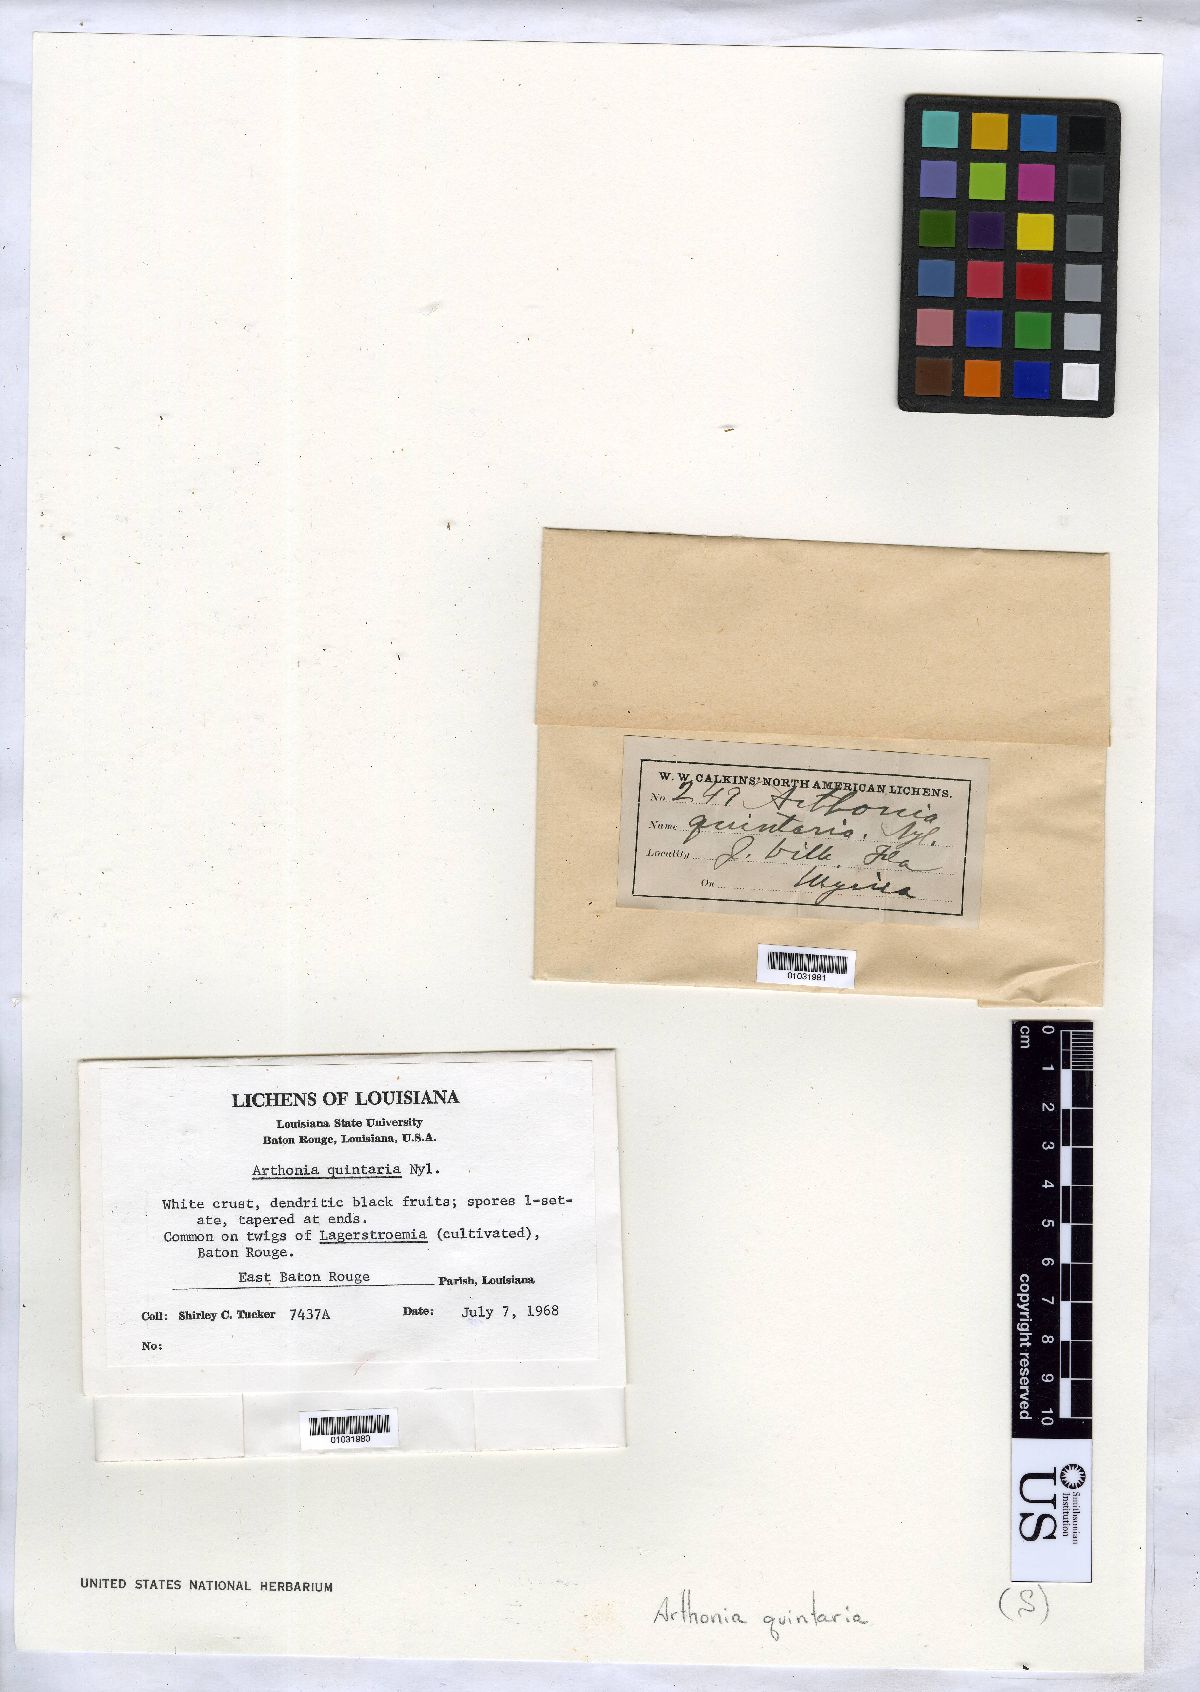 W. W. CALKINS' NORTH AMERICAN LICHENS.
No. 249 Arthonia
Name quintaria. Nyl.
Locality J. Ville. Fla
On Myrica
01031981
0 1 2 3 4 5 6 7 8 9 10
cm
copyright reserved
US
Smithsonian
Institution
LICHENS OF LOUISIANA
Louisiana State University
Baton Rouge, Louisiana, U.S.A.
Arthonia quintaria Nyl.
White crust, dendritic black fruits; spores 1-set-
ate, tapered at ends.
Common on twigs of Lagerstroemia (cultivated),
Baton Rouge.
East Baton Rouge Parish, Louisiana
Coll: Shirley C. Tucker 7437A Date: July 7, 1968
No:
01031980
UNITED STATES NATIONAL HERBARIUM
Arthonia quintaria
(S)